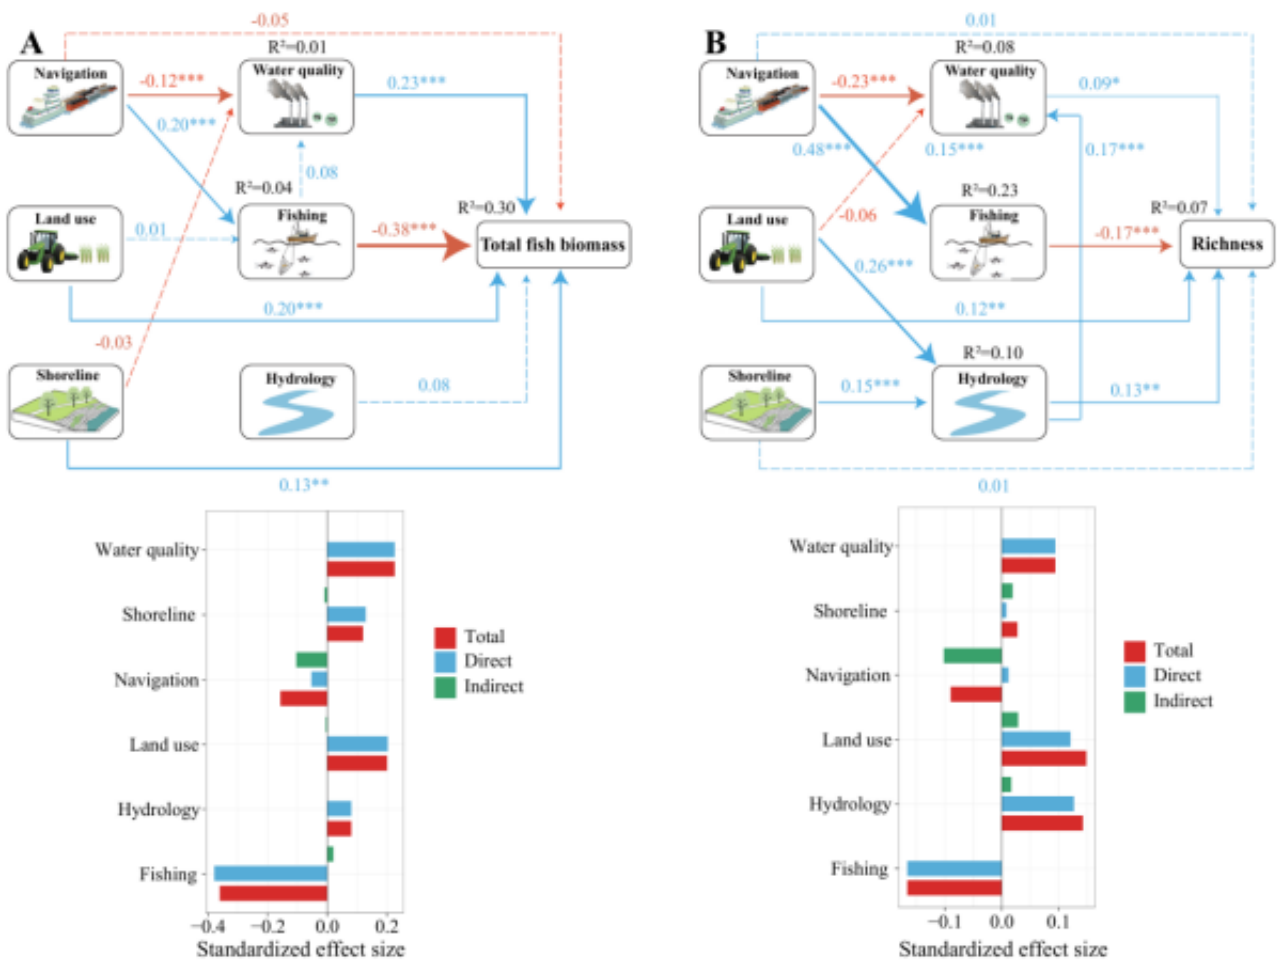 A
-0.05
R²=0.01
Navigation
-0.12***
Water quality
0.23***
0.20***
0.08
R²=0.04
Land use
0.01
Fishing
-0.38***
R²=0.30
Total fish biomass
0.20***
-0.03
Shoreline
Hydrology
0.08
0.13**
Water quality
Shoreline
Navigation
Land use
Hydrology
Fishing
Total
Direct
Indirect
−0.4 −0.2 0.0 0.2
Standardized effect size
B
0.01
R²=0.08
Navigation
-0.23***
Water quality
0.09*
0.48***
0.15***
0.17***
R²=0.23
Land use
-0.06
Fishing
-0.17***
R²=0.07
Richness
0.26***
0.12**
R²=0.10
Shoreline
0.15***
Hydrology
0.13**
0.01
Water quality
Shoreline
Navigation
Land use
Hydrology
Fishing
Total
Direct
Indirect
−0.1 0.0 0.1
Standardized effect size